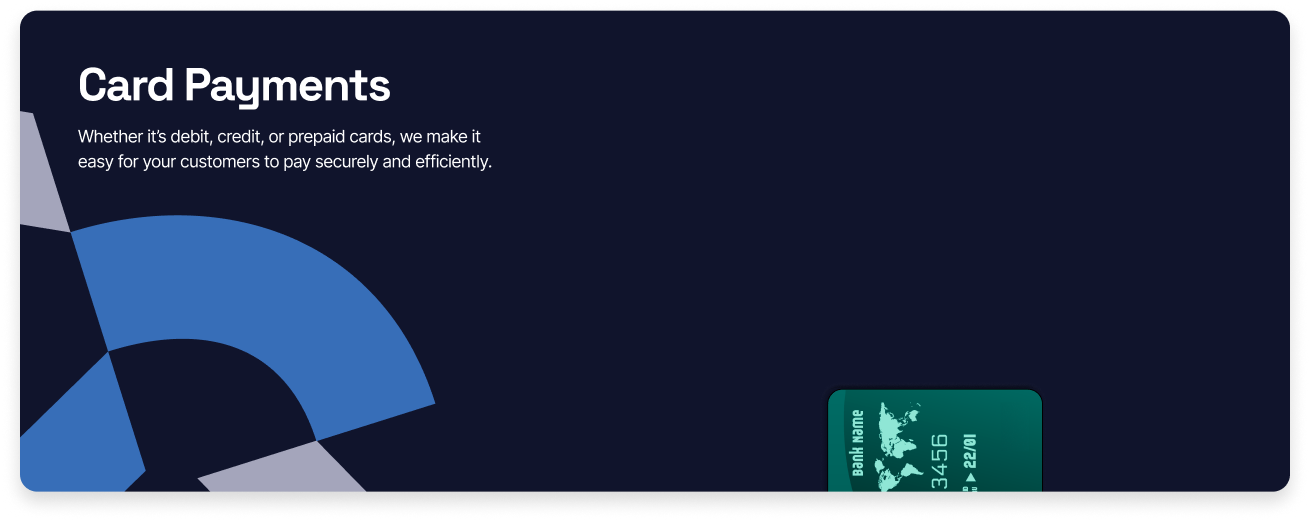 Card Payments
Whether it's debit, credit, or prepaid cards, we make it
easy for your customers to pay securely and efficiently.
Bank Name
3456
22/01